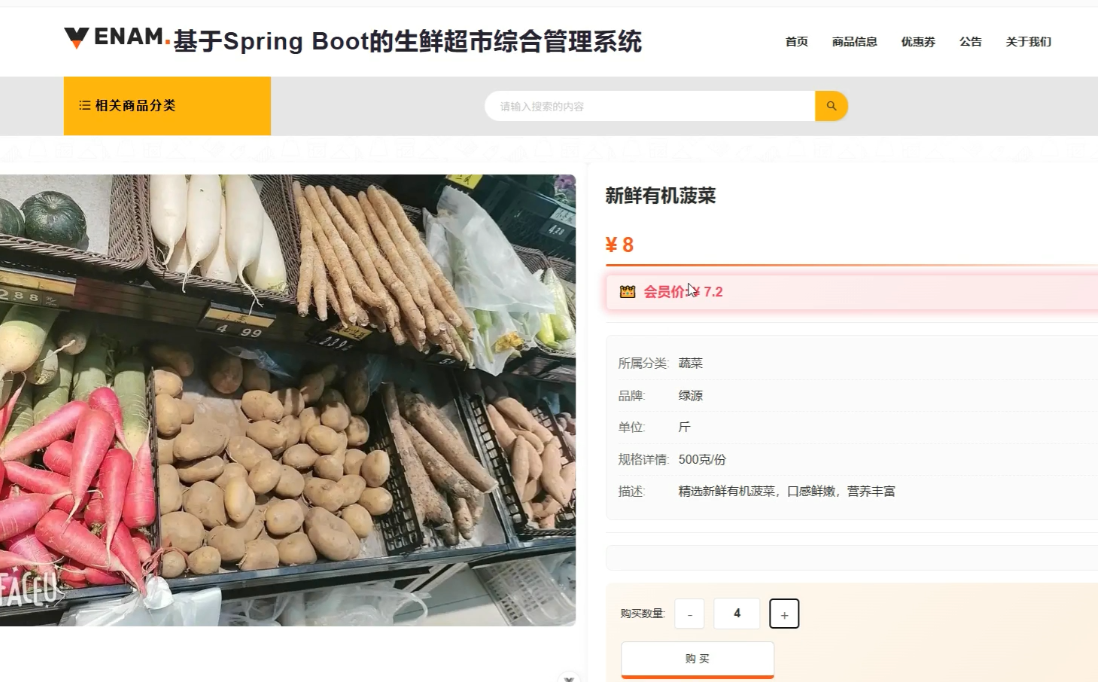 VENAM. 基于Spring Boot的生鲜超市综合管理系统
首页 商品信息 优惠券 公告 关于我们
相关商品分类
请输入搜索的内容
新鲜有机菠菜
¥ 8
会员价: ¥ 7.2
所属分类: 蔬菜
品牌: 绿源
单位: 斤
规格详情: 500克/份
描述: 精选新鲜有机菠菜，口感鲜嫩，营养丰富
购买数量: - 4 +
购 买
288
4 99
FACEU